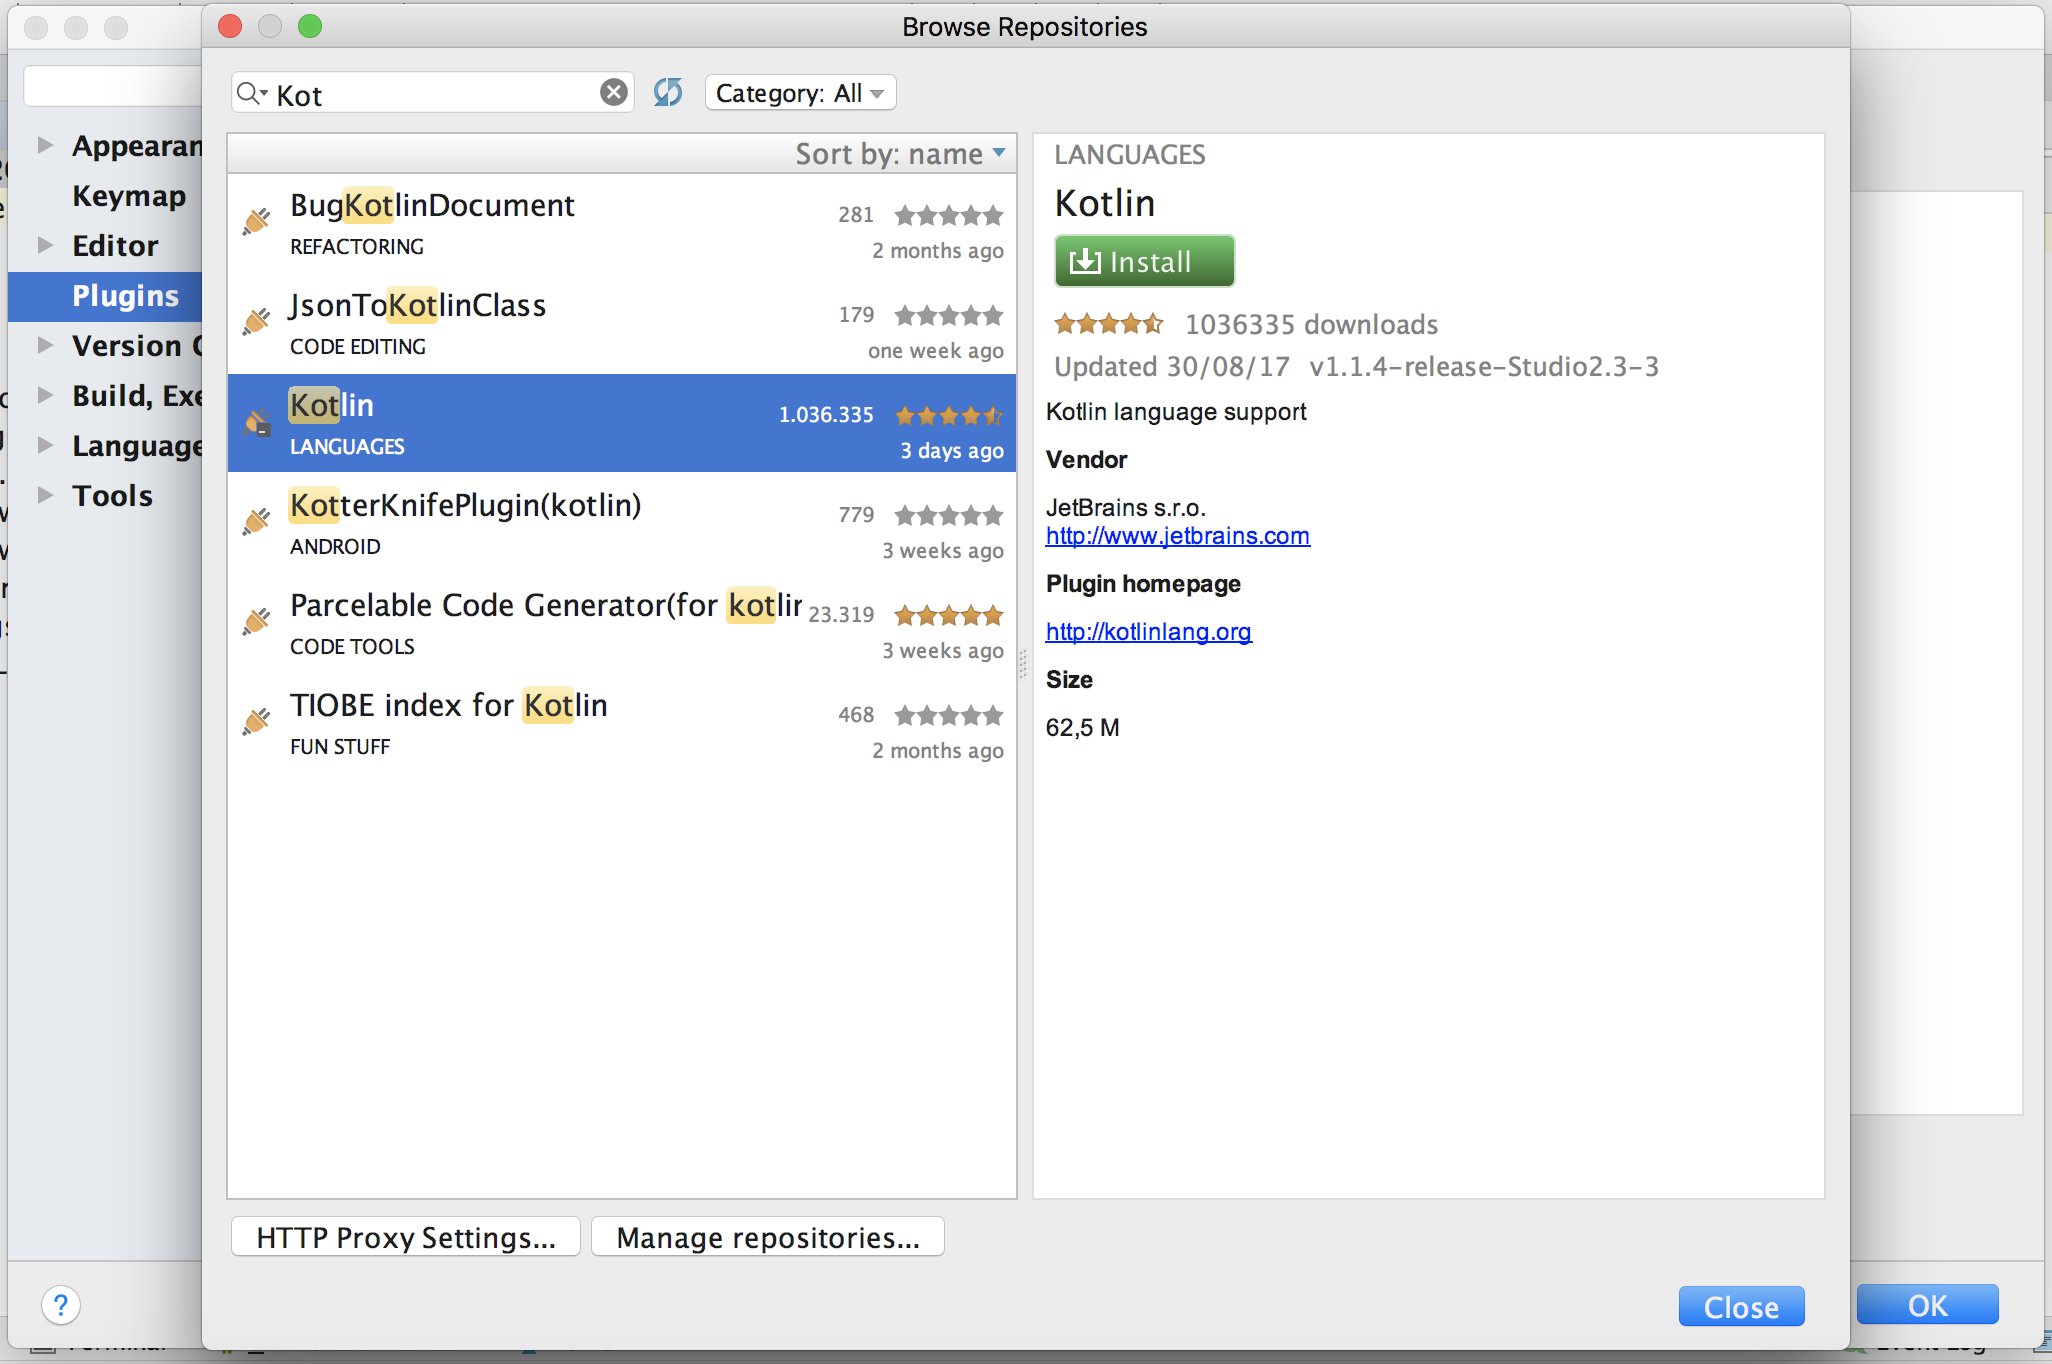 Browse Repositories
Kot
Category: All
Appearan
Keymap
Editor
Plugins
Version C
Build, Exe
Language
Tools
Sort by: name
BugKotlinDocument
281
REFACTORING
2 months ago
JsonToKotlinClass
179
CODE EDITING
one week ago
Kotlin
1.036.335
LANGUAGES
3 days ago
KotterKnifePlugin(kotlin)
779
ANDROID
3 weeks ago
Parcelable Code Generator(for kotlin
23.319
CODE TOOLS
3 weeks ago
TIOBE index for Kotlin
468
FUN STUFF
2 months ago
LANGUAGES
Kotlin
Install
1036335 downloads
Updated 30/08/17 v1.1.4-release-Studio2.3-3
Kotlin language support
Vendor
JetBrains s.r.o.
http://www.jetbrains.com
Plugin homepage
http://kotlinlang.org
Size
62,5 M
HTTP Proxy Settings...
Manage repositories...
?
Close
OK
Terminal
Event Log